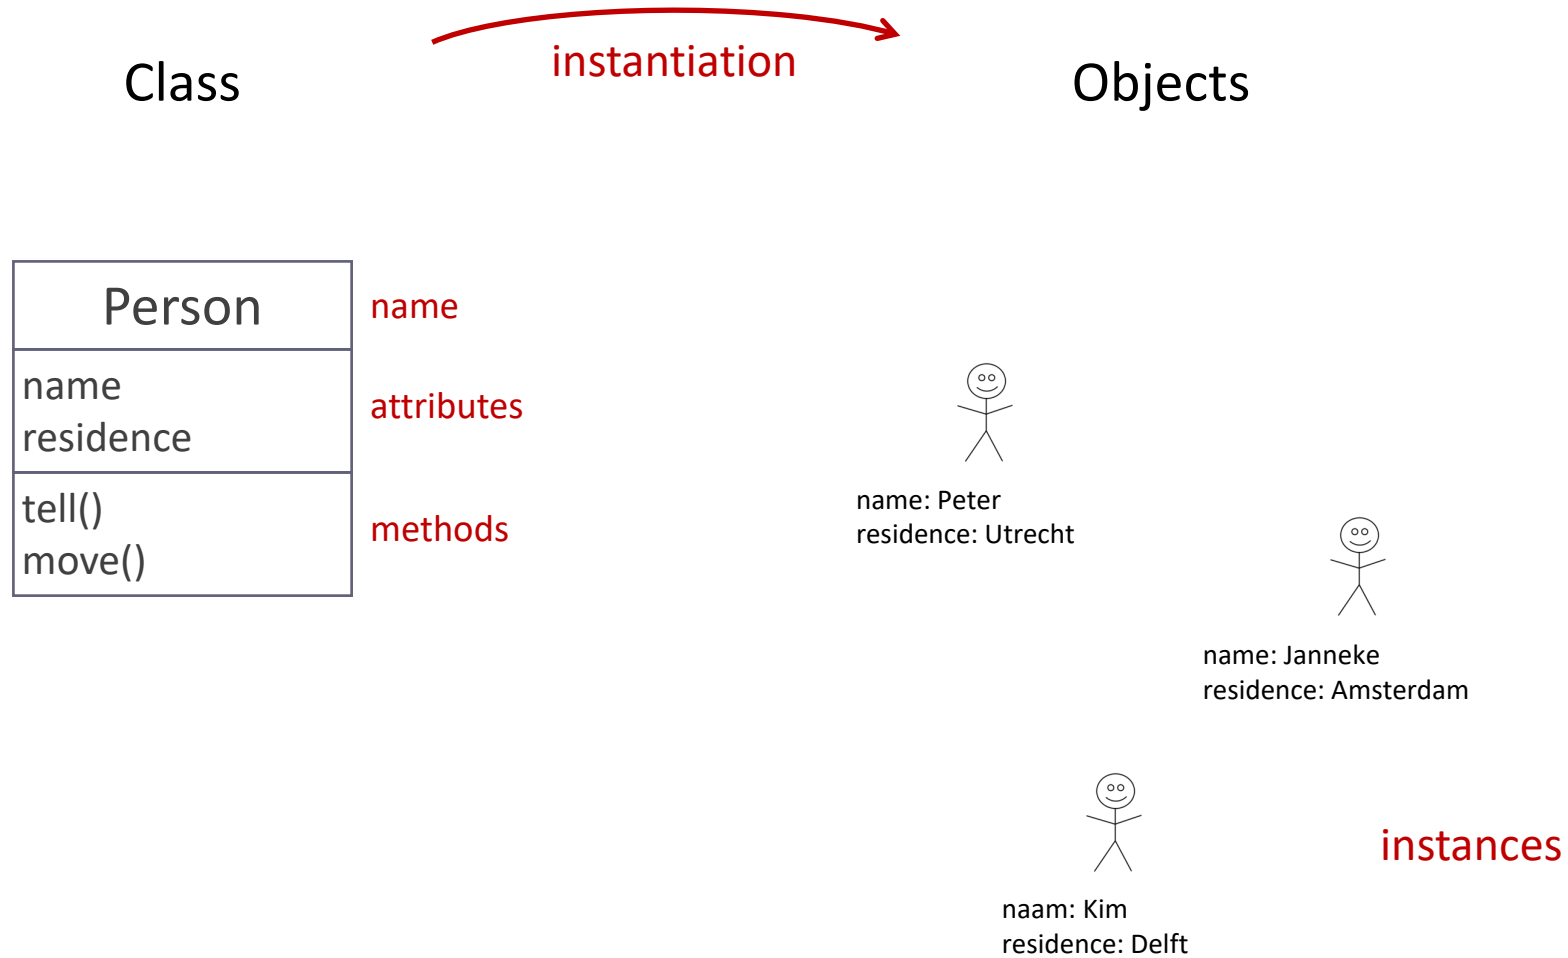 instantiation
Class
Objects
Person
name
name
residence
attributes
tell()
move()
methods
name: Peter
residence: Utrecht
name: Janneke
residence: Amsterdam
naam: Kim
residence: Delft
instances